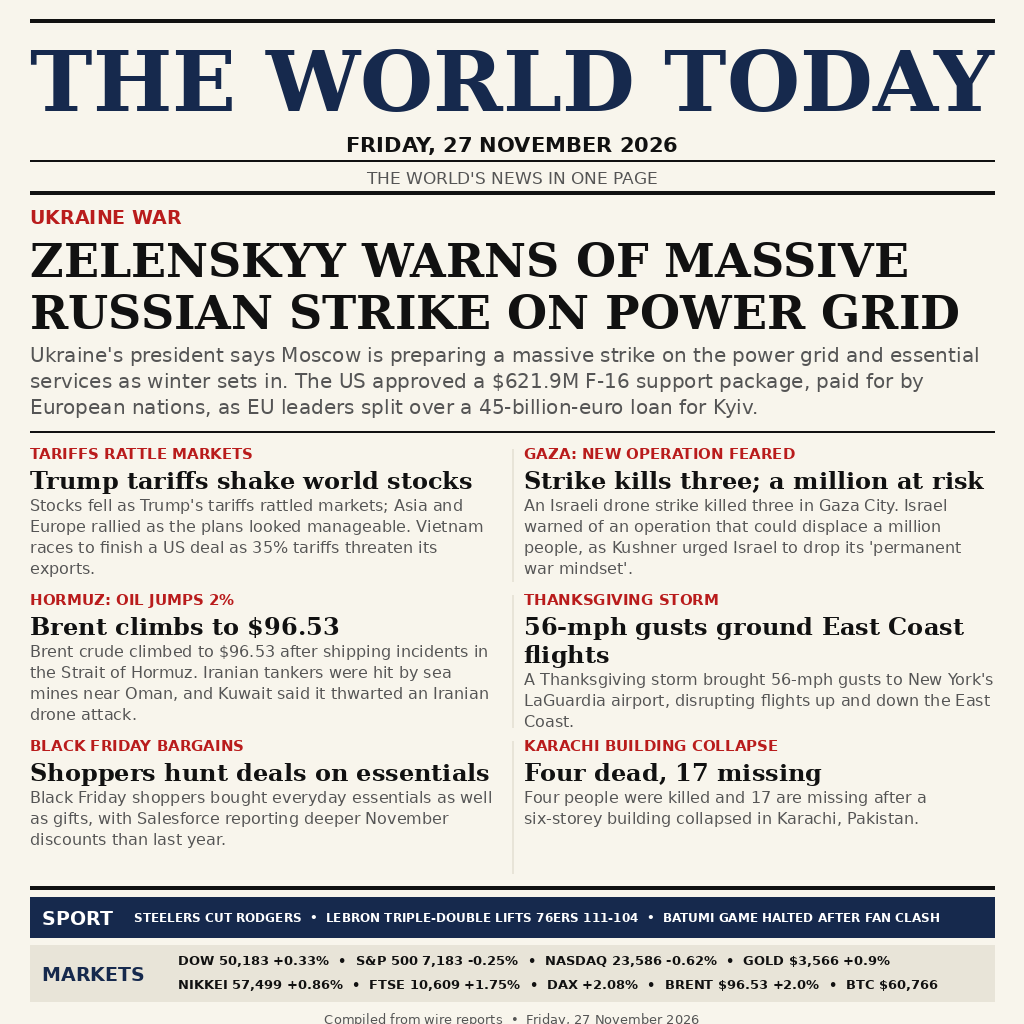 THE WORLD TODAY
FRIDAY, 27 NOVEMBER 2026
THE WORLD'S NEWS IN ONE PAGE
UKRAINE WAR
ZELENSKYY WARNS OF MASSIVE
RUSSIAN STRIKE ON POWER GRID
Ukraine's president says Moscow is preparing a massive strike on the power grid and essential
services as winter sets in. The US approved a $621.9M F-16 support package, paid for by
European nations, as EU leaders split over a 45-billion-euro loan for Kyiv.
TARIFFS RATTLE MARKETS
Trump tariffs shake world stocks
Stocks fell as Trump's tariffs rattled markets; Asia and
Europe rallied as the plans looked manageable. Vietnam
races to finish a US deal as 35% tariffs threaten its
exports.
GAZA: NEW OPERATION FEARED
Strike kills three; a million at risk
An Israeli drone strike killed three in Gaza City. Israel
warned of an operation that could displace a million
people, as Kushner urged Israel to drop its 'permanent
war mindset'.
HORMUZ: OIL JUMPS 2%
Brent climbs to $96.53
Brent crude climbed to $96.53 after shipping incidents in
the Strait of Hormuz. Iranian tankers were hit by sea
mines near Oman, and Kuwait said it thwarted an Iranian
drone attack.
THANKSGIVING STORM
56-mph gusts ground East Coast
flights
A Thanksgiving storm brought 56-mph gusts to New York's
LaGuardia airport, disrupting flights up and down the East
Coast.
BLACK FRIDAY BARGAINS
Shoppers hunt deals on essentials
Black Friday shoppers bought everyday essentials as well
as gifts, with Salesforce reporting deeper November
discounts than last year.
KARACHI BUILDING COLLAPSE
Four dead, 17 missing
Four people were killed and 17 are missing after a
six-storey building collapsed in Karachi, Pakistan.
SPORT STEELERS CUT RODGERS • LEBRON TRIPLE-DOUBLE LIFTS 76ERS 111-104 • BATUMI GAME HALTED AFTER FAN CLASH
MARKETS
DOW 50,183 +0.33% • S&P 500 7,183 -0.25% • NASDAQ 23,586 -0.62% • GOLD $3,566 +0.9%
NIKKEI 57,499 +0.86% • FTSE 10,609 +1.75% • DAX +2.08% • BRENT $96.53 +2.0% • BTC $60,766
Compiled from wire reports • Friday, 27 November 2026